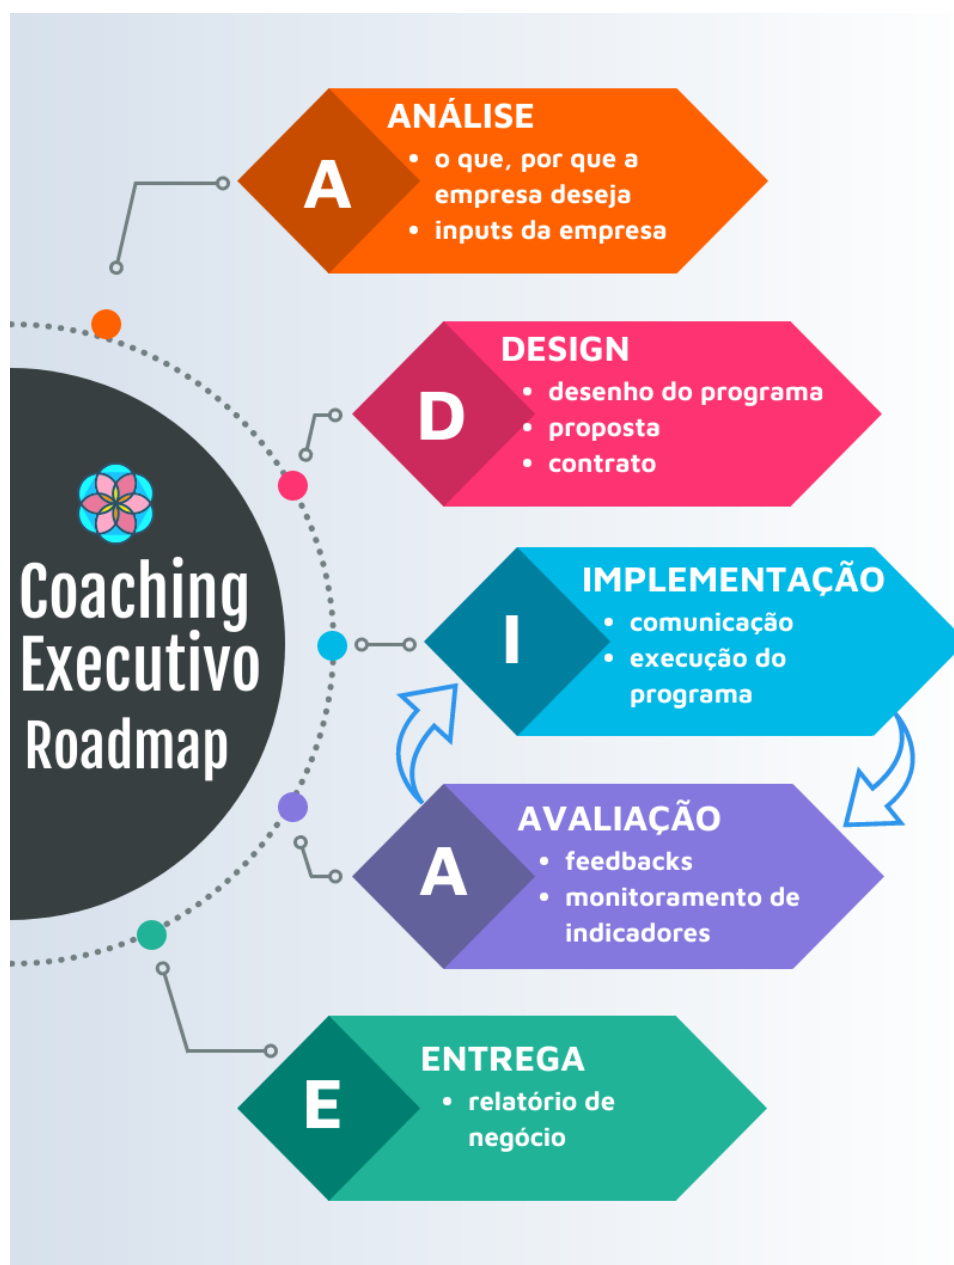 A
ANÁLISE
• o que, por que a
empresa deseja
• inputs da empresa
D
DESIGN
• desenho do programa
• proposta
• contrato
Coaching
Executivo
Roadmap
I
IMPLEMENTAÇÃO
• comunicação
• execução do
programa
A
AVALIAÇÃO
• feedbacks
• monitoramento de
indicadores
E
ENTREGA
• relatório de
negócio